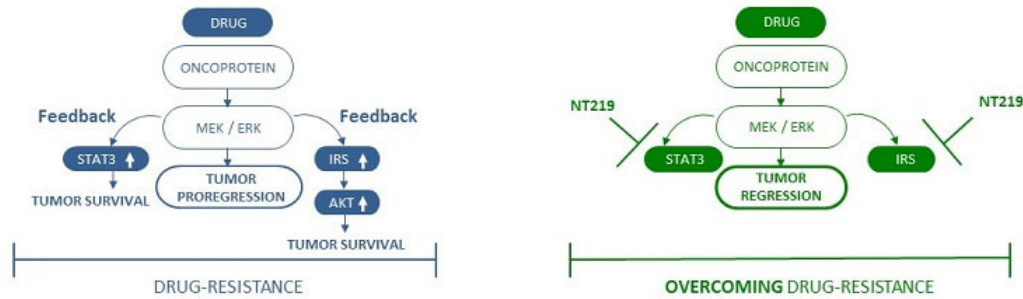 DRUG
ONCOPROTEIN
Feedback
Feedback
MEK / ERK
STAT3
IRS
TUMOR
PROREGRESSION
TUMOR SURVIVAL
AKT
TUMOR SURVIVAL
DRUG-RESISTANCE
DRUG
ONCOPROTEIN
NT219
NT219
MEK / ERK
STAT3
IRS
TUMOR
REGRESSION
OVERCOMING DRUG-RESISTANCE